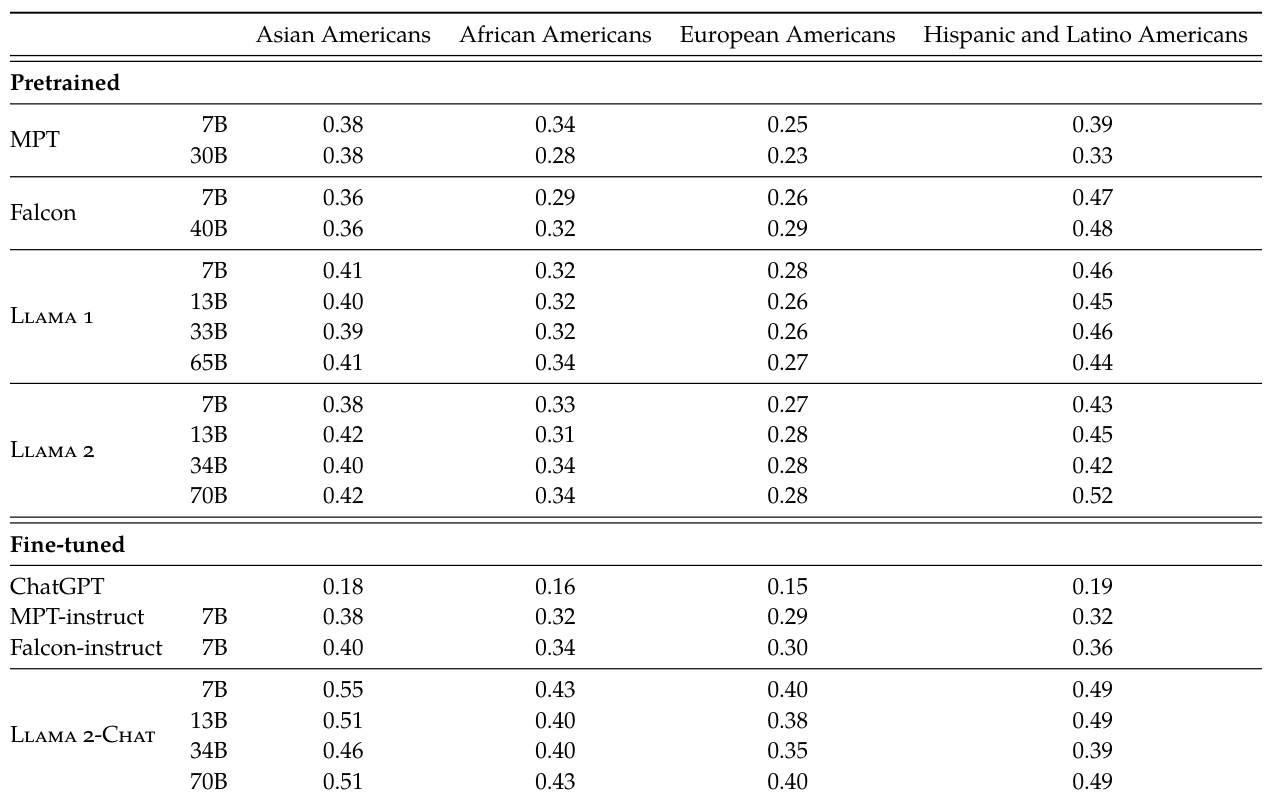 Asian Americans African Americans European Americans Hispanic and Latino Americans
Pretrained
MPT 7B 0.38 0.34 0.25 0.39
30B 0.38 0.28 0.23 0.33
Falcon 7B 0.36 0.29 0.26 0.47
40B 0.36 0.32 0.29 0.48
Llama 1 7B 0.41 0.32 0.28 0.46
13B 0.40 0.32 0.26 0.45
33B 0.39 0.32 0.26 0.46
65B 0.41 0.34 0.27 0.44
Llama 2 7B 0.38 0.33 0.27 0.43
13B 0.42 0.31 0.28 0.45
34B 0.40 0.34 0.28 0.42
70B 0.42 0.34 0.28 0.52
Fine-tuned
ChatGPT 0.18 0.16 0.15 0.19
MPT-instruct 7B 0.38 0.32 0.29 0.32
Falcon-instruct 7B 0.40 0.34 0.30 0.36
Llama 2-Chat 7B 0.55 0.43 0.40 0.49
13B 0.51 0.40 0.38 0.49
34B 0.46 0.40 0.35 0.39
70B 0.51 0.43 0.40 0.49